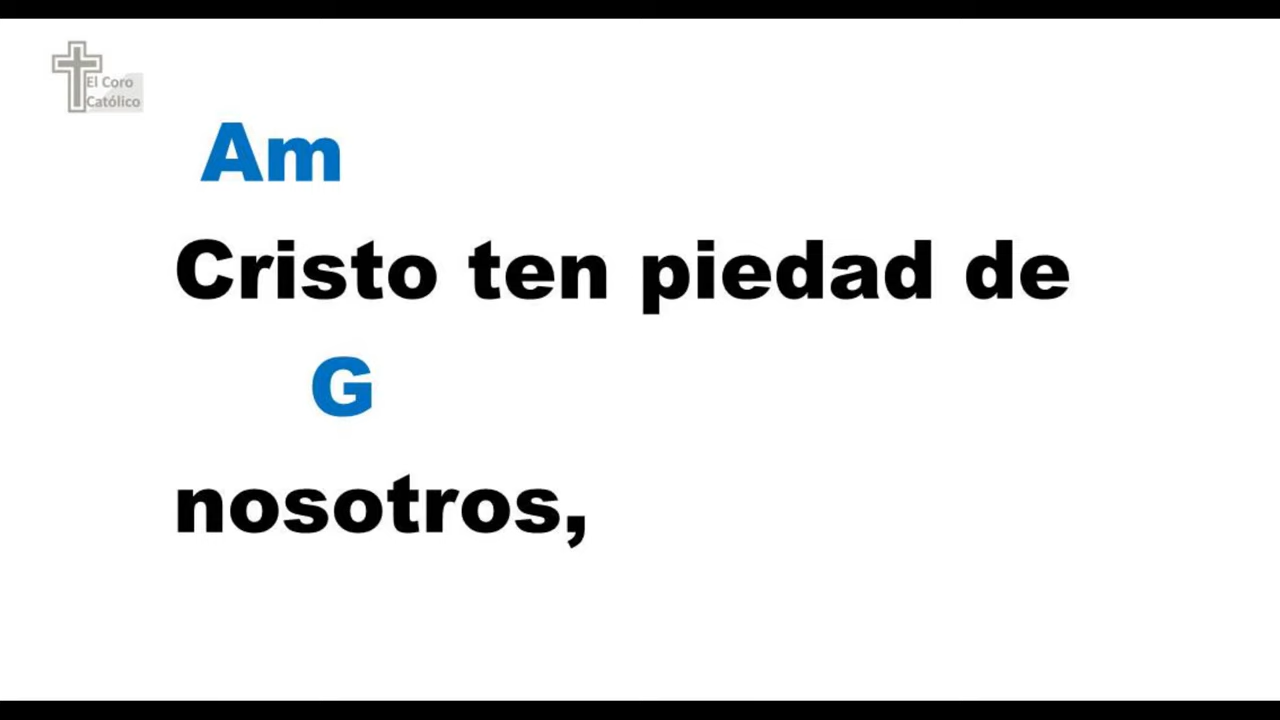 El Coro
Católico
Am
Cristo ten piedad de
G
nosotros,